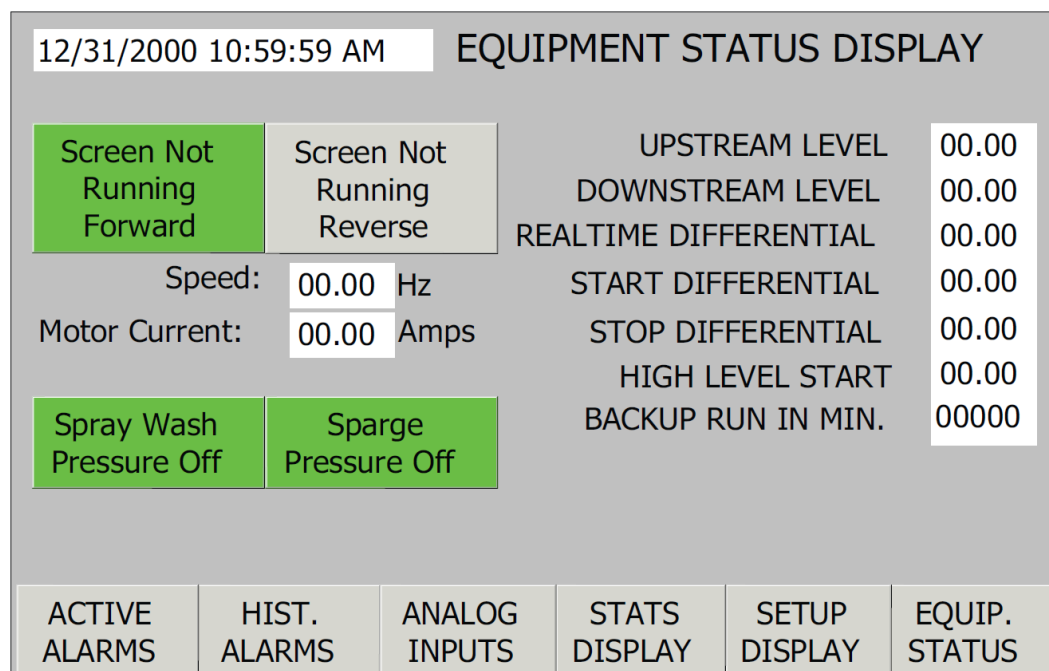 12/31/2000 10:59:59 AM
EQUIPMENT STATUS DISPLAY
Screen Not
Running
Forward
Screen Not
Running
Reverse
Speed: 00.00 Hz
Motor Current: 00.00 Amps
Spray Wash
Pressure Off
Sparge
Pressure Off
UPSTREAM LEVEL 00.00
DOWNSTREAM LEVEL 00.00
REALTIME DIFFERENTIAL 00.00
START DIFFERENTIAL 00.00
STOP DIFFERENTIAL 00.00
HIGH LEVEL START 00.00
BACKUP RUN IN MIN. 00000
ACTIVE
ALARMS
HIST.
ALARMS
ANALOG
INPUTS
STATS
DISPLAY
SETUP
DISPLAY
EQUIP.
STATUS